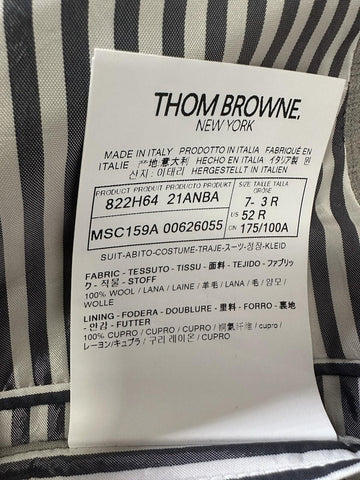 THOM BROWNE.
NEW YORK
MADE IN ITALY PRODOTTO IN ITALIA FABRIQUÉ EN
ITALIE 产地意大利 HECHO EN ITALIA イタリア製 원
산지: 이태리 HERGESTELLT IN ITALIEN
PRODUCT PRODUIT PRODUCTO PRODUKT
822H64 21ANBA
MSC159A 00626055
SIZE TAILLE TALLA
GRÖßE
7- 3 R
US 52 R
CN 175/100A
SUIT-ABITO-COSTUME-TRAJE-スーツ-정장-KLEID
FABRIC - TESSUTO - TISSU - 面料 - TEJIDO - ファブリッ
ク - 직물 - STOFF
100% WOOL / LANA / LAINE / 羊毛 / LANA / 毛 / 양모 /
WOLLE
LINING - FODERA - DOUBLURE - 里料 - FORRO - 裏地
- 안감 - FUTTER
100% CUPRO / CUPRO / CUPRO / 铜氨纤维 / cupro /
レーヨン/キュプラ / 구리 레이온 / CUPRO